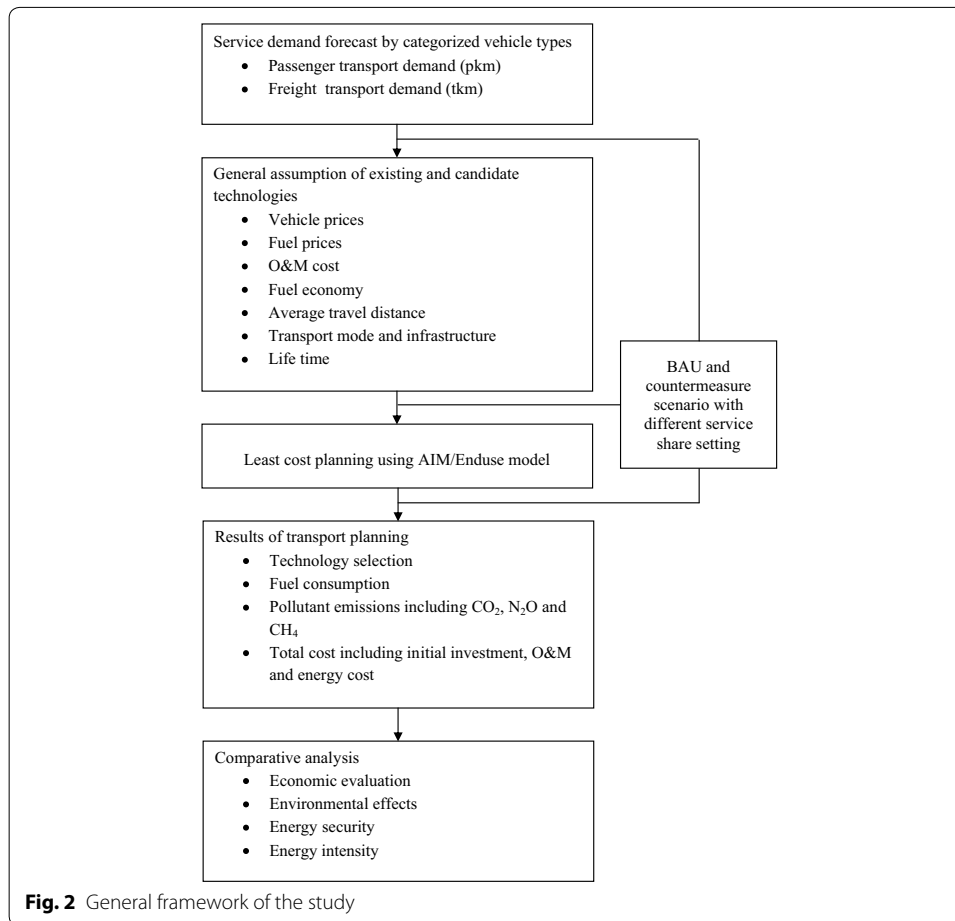 Service demand forecast by categorized vehicle types
• Passenger transport demand (pkm)
• Freight transport demand (tkm)
General assumption of existing and candidate
technologies
• Vehicle prices
• Fuel prices
• O&M cost
• Fuel economy
• Average travel distance
• Transport mode and infrastructure
• Life time
BAU and
countermeasure
scenario with
different service
share setting
Least cost planning using AIM/Enduse model
Results of transport planning
• Technology selection
• Fuel consumption
• Pollutant emissions including CO₂, N₂O and
CH₄
• Total cost including initial investment, O&M
and energy cost
Comparative analysis
• Economic evaluation
• Environmental effects
• Energy security
• Energy intensity
Fig. 2 General framework of the study